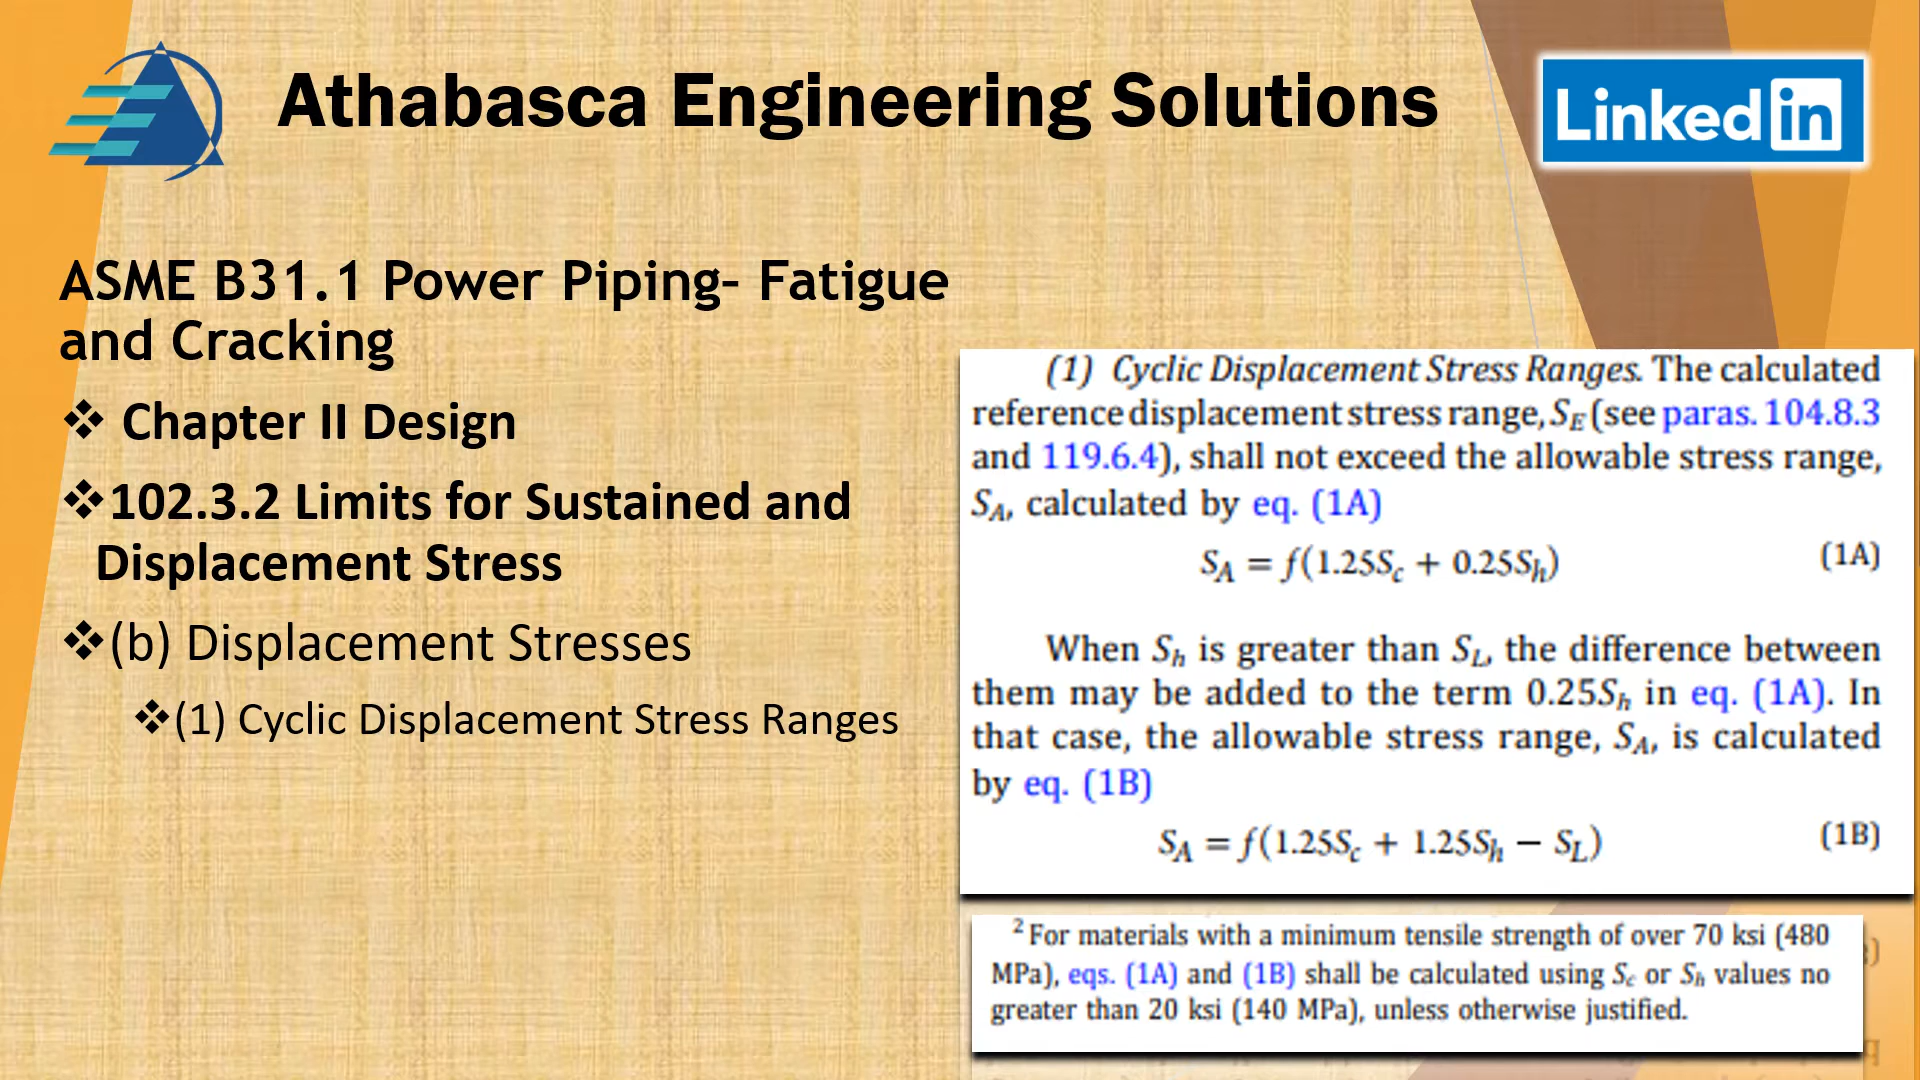 Athabasca Engineering Solutions
Linked in
ASME B31.1 Power Piping– Fatigue
and Cracking
❖ Chapter II Design
❖102.3.2 Limits for Sustained and
Displacement Stress
❖(b) Displacement Stresses
❖(1) Cyclic Displacement Stress Ranges
(1) Cyclic Displacement Stress Ranges. The calculated
reference displacement stress range, S_E (see paras. 104.8.3
and 119.6.4), shall not exceed the allowable stress range,
S_A, calculated by eq. (1A)
S_A = f(1.25S_c + 0.25S_h) (1A)
When S_h is greater than S_L, the difference between
them may be added to the term 0.25S_h in eq. (1A). In
that case, the allowable stress range, S_A, is calculated
by eq. (1B)
S_A = f(1.25S_c + 1.25S_h − S_L) (1B)
² For materials with a minimum tensile strength of over 70 ksi (480
MPa), eqs. (1A) and (1B) shall be calculated using S_c or S_h values no
greater than 20 ksi (140 MPa), unless otherwise justified.